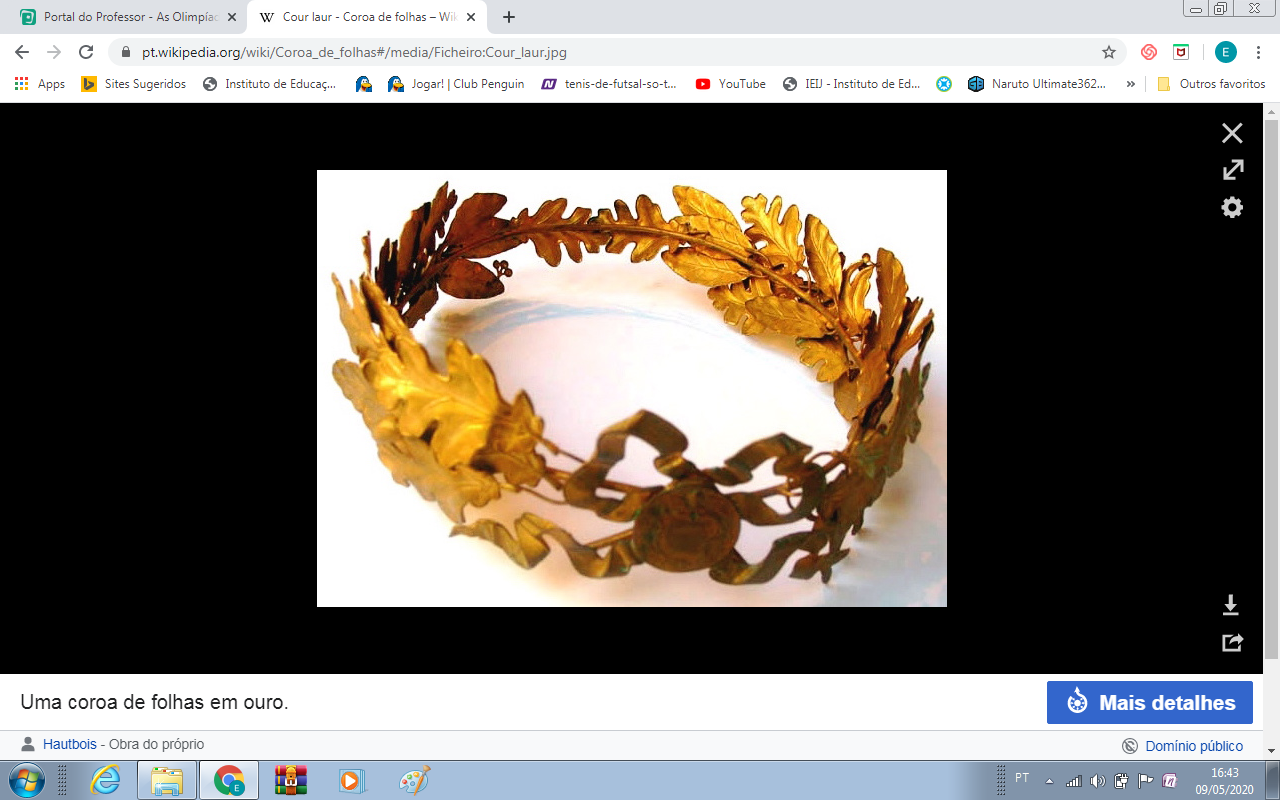 Portal do Professor - As Olimpíac
Cour laur - Coroa de folhas – Wik
pt.wikipedia.org/wiki/Coroa_de_folhas#/media/Ficheiro:Cour_laur.jpg
E
Apps
Sites Sugeridos
Instituto de Educaç...
Jogar! | Club Penguin
tenis-de-futsal-so-t...
YouTube
IEIJ - Instituto de Ed...
Naruto Ultimate362...
»
Outros favoritos
Uma coroa de folhas em ouro.
Mais detalhes
Hautbois - Obra do próprio
Domínio público
PT
16:43
09/05/2020